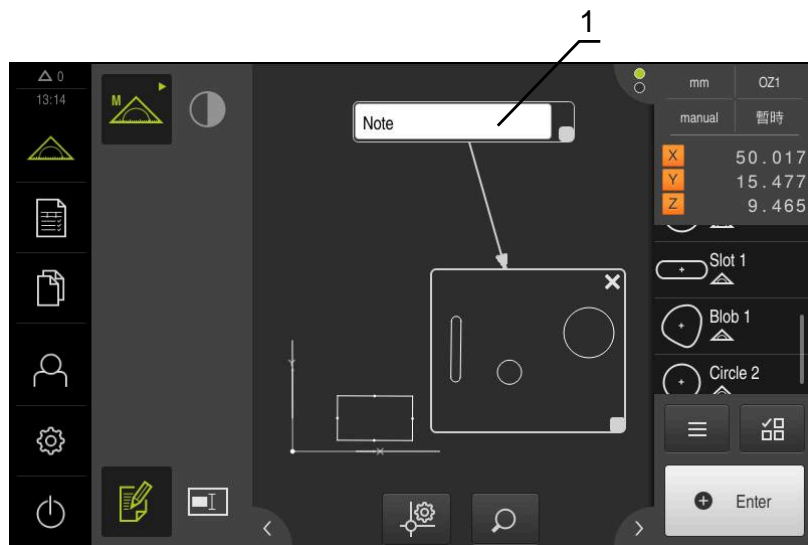 1
0
13:14
M
Note
mm
OZ1
manual
暫時
X 50.017
Y 15.477
Z 9.465
Slot 1
Blob 1
Circle 2
Y
X
Enter